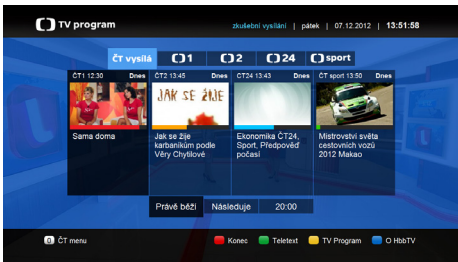 TV program
zkušební vysílání | pátek | 07.12.2012 | 13:51:58
ČT vysílá 1 2 24 sport
ČT1 12:30 Dnes
Sama doma
ČT2 13:45 Dnes
JAK SE ŽIJE
Jak se žije
karbanikům podle
Věry Chytilové
CT24 13:43 Dnes
Ekonomika ČT24,
Sport, Předpověď
počasí
ČT sport 13:50 Dnes
Mistrovství světa
cestovních vozů
2012 Makao
Právě běží Následuje 20:00
0 ČT menu Konec Teletext TV Program O HbbTV